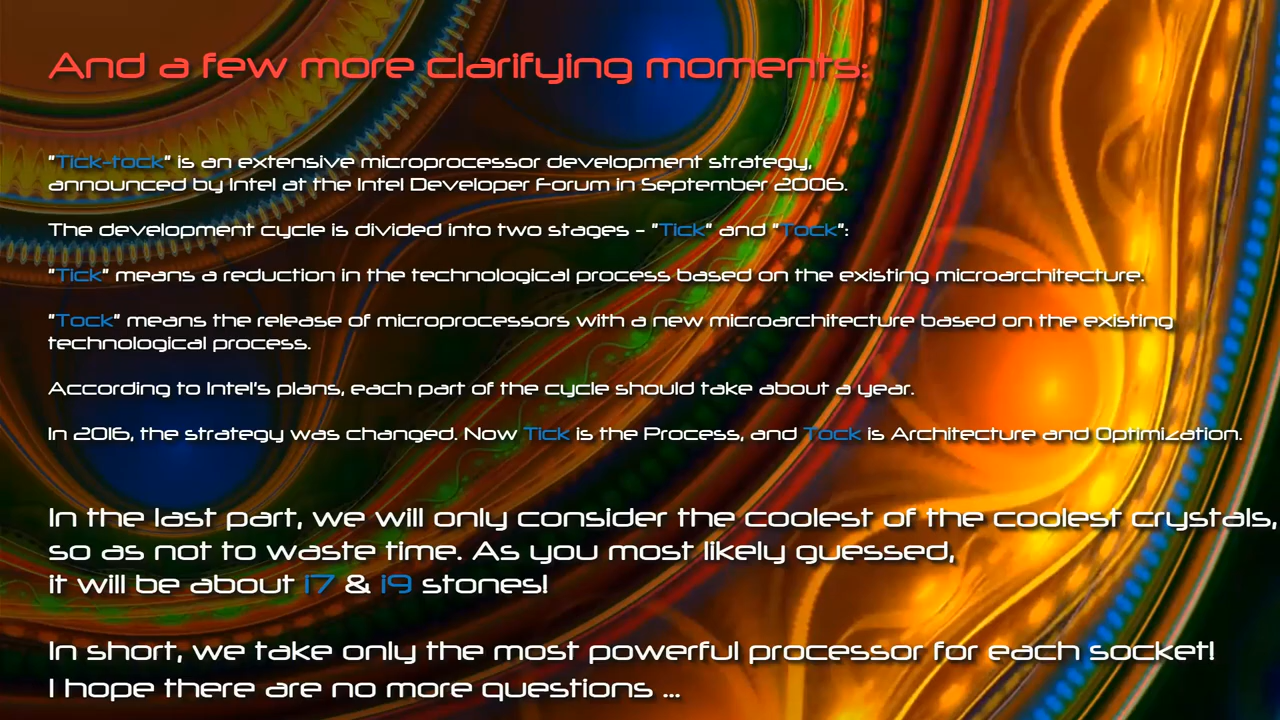 And a few more clarifying moments:
"Tick-tock" is an extensive microprocessor development strategy,
announced by Intel at the Intel Developer Forum in September 2006.
The development cycle is divided into two stages - "Tick" and "Tock":
"Tick" means a reduction in the technological process based on the existing microarchitecture.
"Tock" means the release of microprocessors with a new microarchitecture based on the existing
technological process.
According to Intel's plans, each part of the cycle should take about a year.
In 2016, the strategy was changed. Now Tick is the Process, and Tock is Architecture and Optimization.
In the last part, we will only consider the coolest of the coolest crystals,
so as not to waste time. As you most likely guessed,
it will be about i7 & i9 stones!
In short, we take only the most powerful processor for each socket!
I hope there are no more questions ...